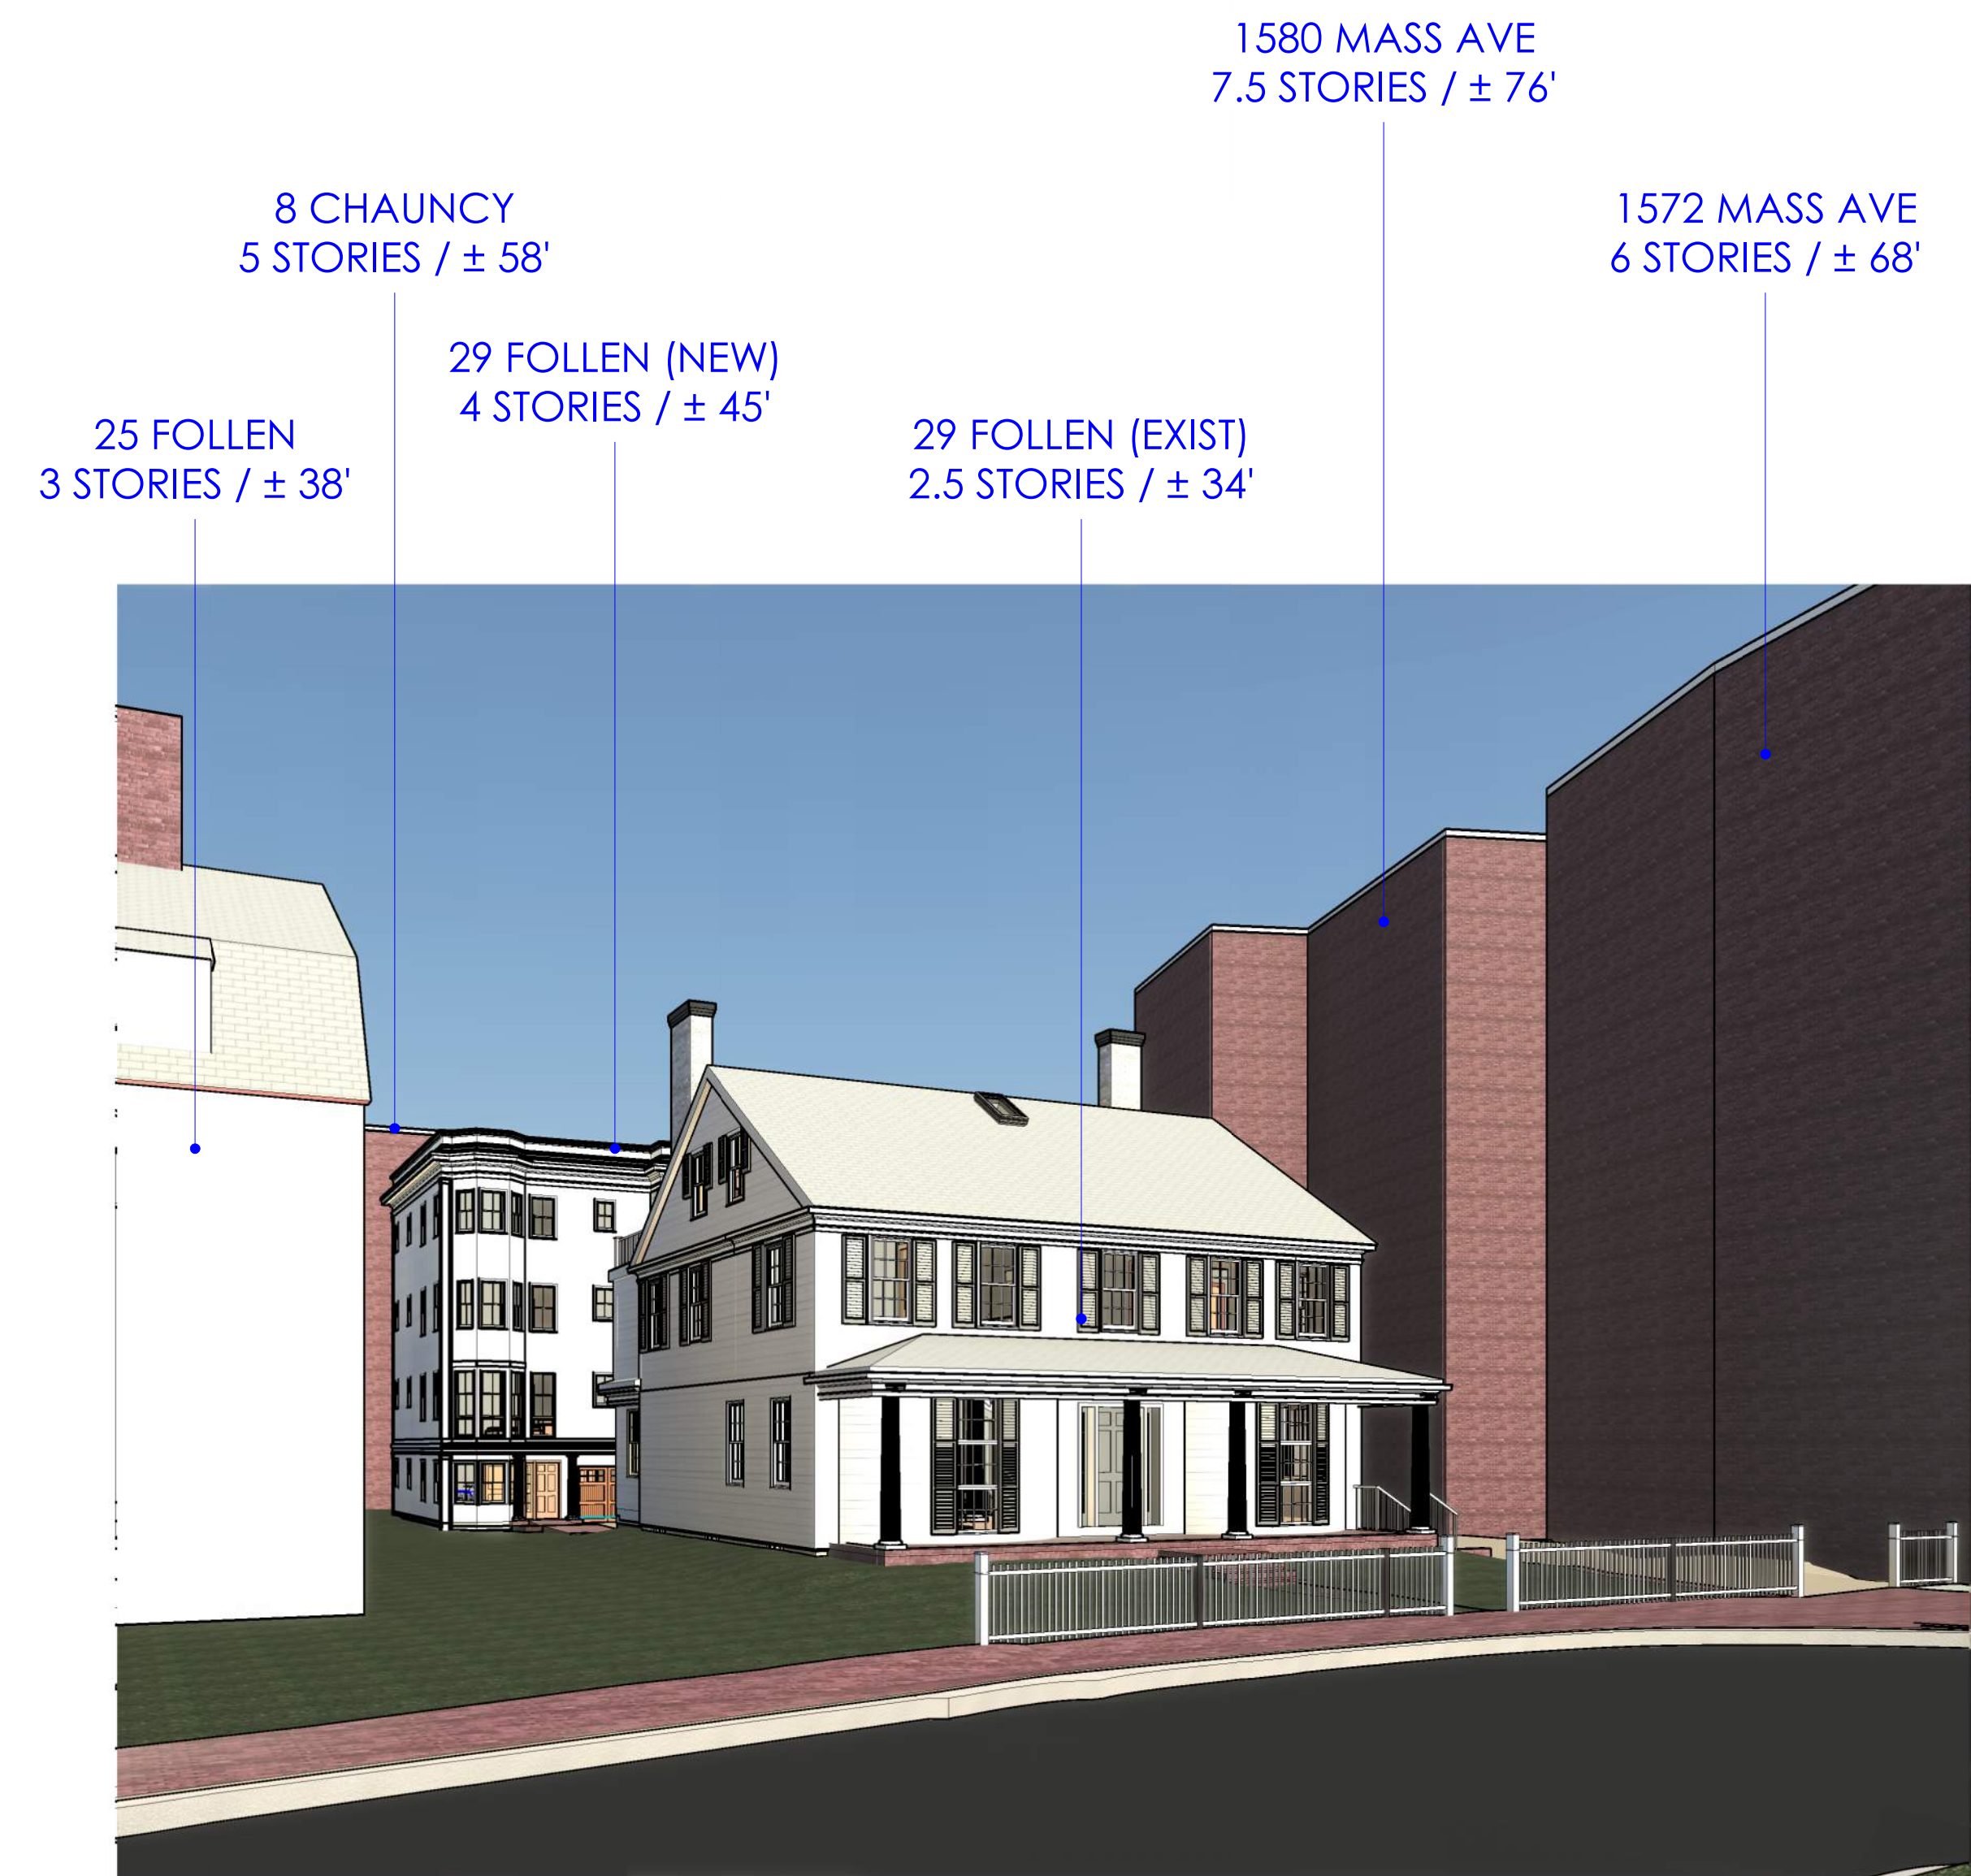 1580 MASS AVE
7.5 STORIES / ± 76'
8 CHAUNCY
5 STORIES / ± 58'
1572 MASS AVE
6 STORIES / ± 68'
29 FOLLEN (NEW)
4 STORIES / ± 45'
25 FOLLEN
3 STORIES / ± 38'
29 FOLLEN (EXIST)
2.5 STORIES / ± 34'